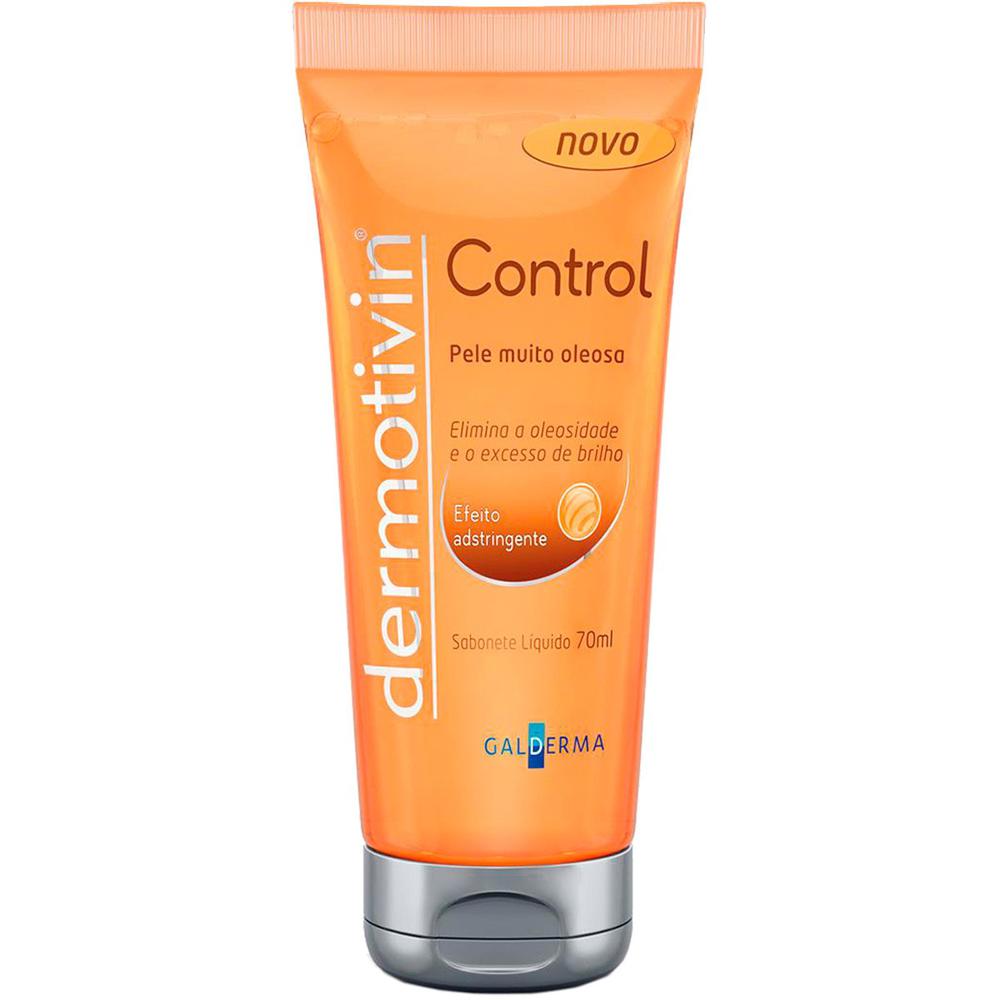 novo
dermotivin®
Control
Pele muito oleosa
Elimina a oleosidade
e o excesso de brilho
Efeito
adstringente
Sabonete Líquido 70ml
GALDERMA